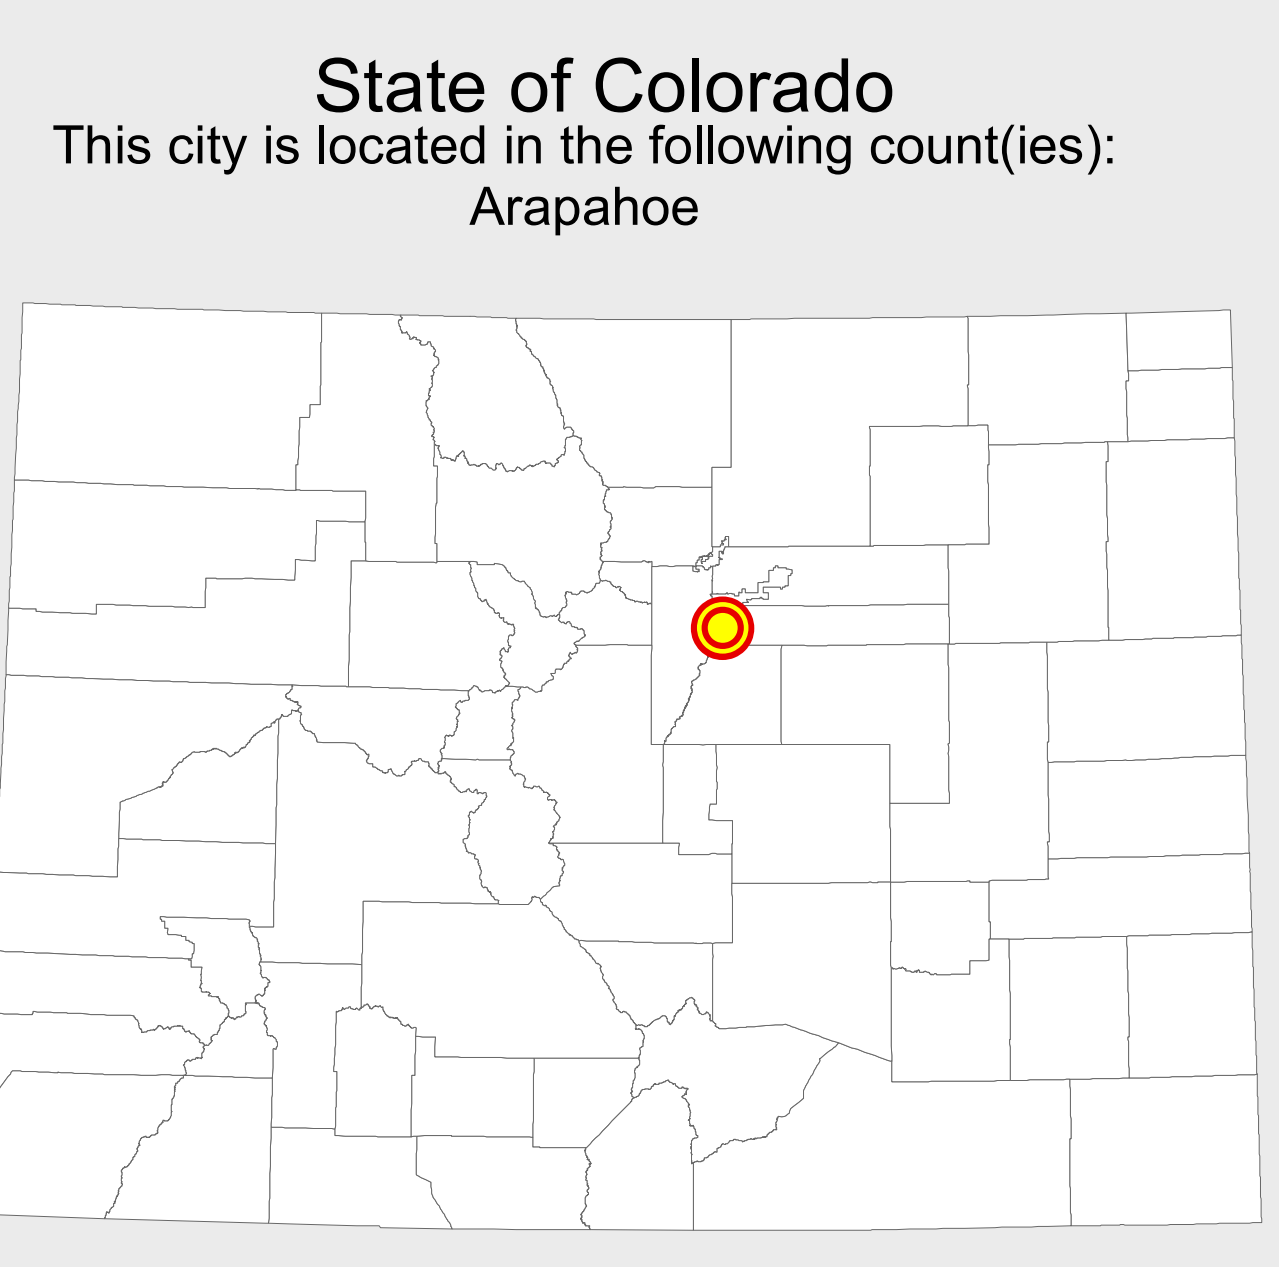 State of Colorado
This city is located in the following count(ies):
Arapahoe